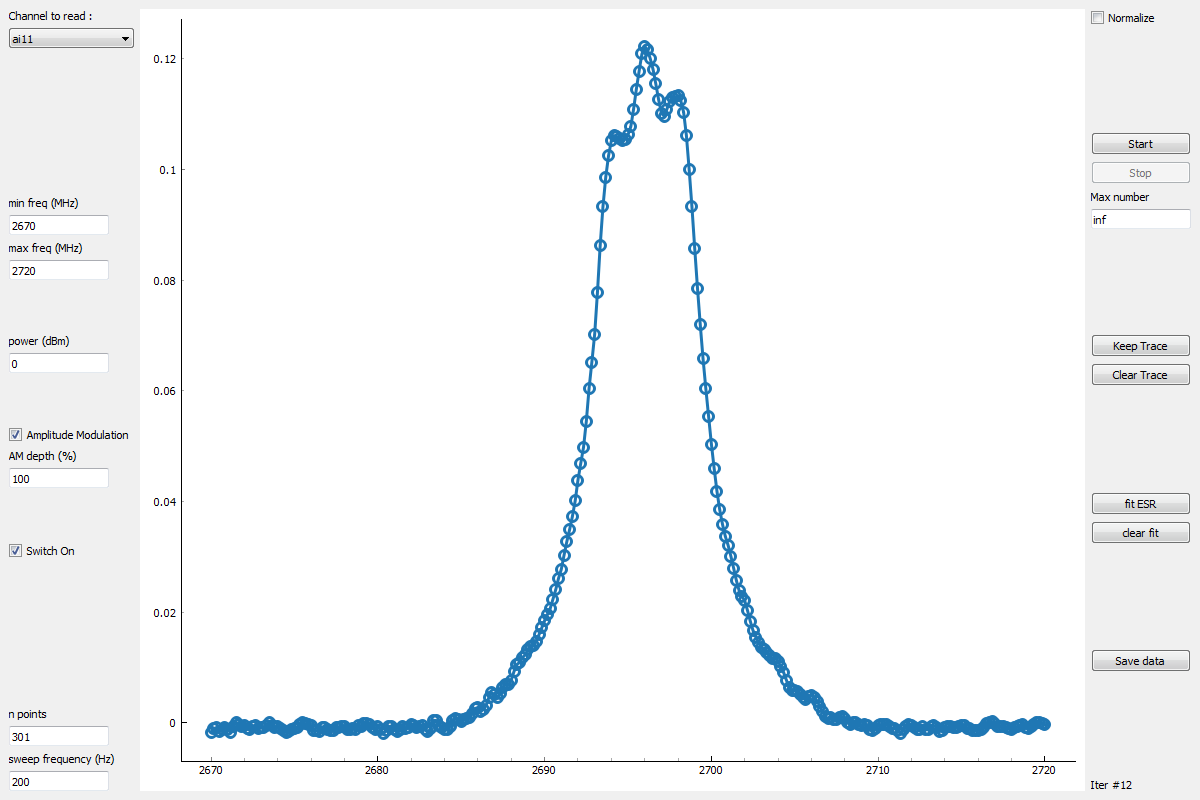 Channel to read :
ai11
min freq (MHz)
2670
max freq (MHz)
2720
power (dBm)
0
Amplitude Modulation
AM depth (%)
100
Switch On
n points
301
sweep frequency (Hz)
200
0.12
0.1
0.08
0.06
0.04
0.02
0
2670
2680
2690
2700
2710
2720
Normalize
Start
Stop
Max number
inf
Keep Trace
Clear Trace
fit ESR
clear fit
Save data
Iter #12